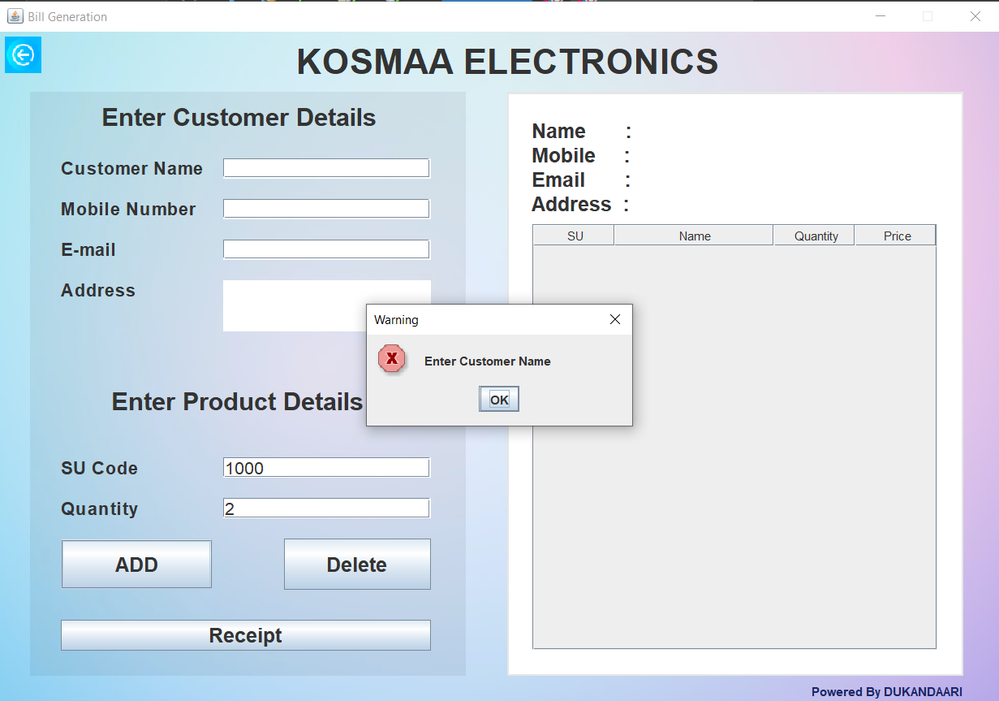 Bill Generation
KOSMAA ELECTRONICS
Enter Customer Details
Customer Name
Mobile Number
E-mail
Address
Enter Product Details
SU Code 1000
Quantity 2
ADD Delete
Receipt
Name :
Mobile :
Email :
Address :
SU Name Quantity Price
Warning
X Enter Customer Name
OK
Powered By DUKANDAARI